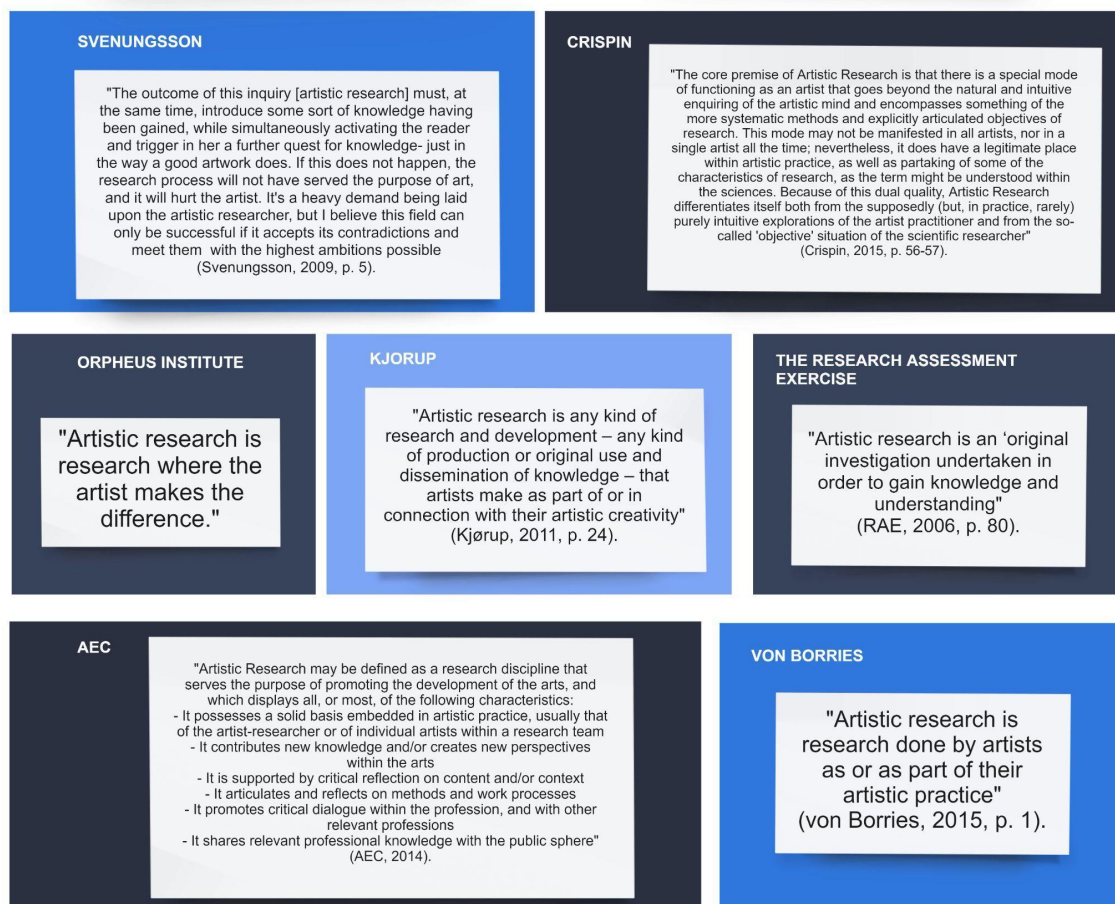 SVENUNGSSON
"The outcome of this inquiry [artistic research] must, at
the same time, introduce some sort of knowledge having
been gained, while simultaneously activating the reader
and trigger in her a further quest for knowledge- just in
the way a good artwork does. If this does not happen, the
research process will not have served the purpose of art,
and it will hurt the artist. It's a heavy demand being laid
upon the artistic researcher, but I believe this field can
only be successful if it accepts its contradictions and
meet them with the highest ambitions possible
(Svenungsson, 2009, p. 5).
CRISPIN
"The core premise of Artistic Research is that there is a special mode
of functioning as an artist that goes beyond the natural and intuitive
enquiring of the artistic mind and encompasses something of the
more systematic methods and explicitly articulated objectives of
research. This mode may not be manifested in all artists, nor in a
single artist all the time; nevertheless, it does have a legitimate place
within artistic practice, as well as partaking of some of the
characteristics of research, as the term might be understood within
the sciences. Because of this dual quality, Artistic Research
differentiates itself both from the supposedly (but, in practice, rarely)
purely intuitive explorations of the artist practitioner and from the so-
called 'objective' situation of the scientific researcher"
(Crispin, 2015, p. 56-57).
ORPHEUS INSTITUTE
"Artistic research is
research where the
artist makes the
difference."
KJORUP
"Artistic research is any kind of
research and development – any kind
of production or original use and
dissemination of knowledge – that
artists make as part of or in
connection with their artistic creativity"
(Kjørup, 2011, p. 24).
THE RESEARCH ASSESSMENT
EXERCISE
"Artistic research is an ‘original
investigation undertaken in
order to gain knowledge and
understanding"
(RAE, 2006, p. 80).
AEC
"Artistic Research may be defined as a research discipline that
serves the purpose of promoting the development of the arts, and
which displays all, or most, of the following characteristics:
- It possesses a solid basis embedded in artistic practice, usually that
of the artist-researcher or of individual artists within a research team
- It contributes new knowledge and/or creates new perspectives
within the arts
- It is supported by critical reflection on content and/or context
- It articulates and reflects on methods and work processes
- It promotes critical dialogue within the profession, and with other
relevant professions
- It shares relevant professional knowledge with the public sphere"
(AEC, 2014).
VON BORRIES
"Artistic research is
research done by artists
as or as part of their
artistic practice"
(von Borries, 2015, p. 1).